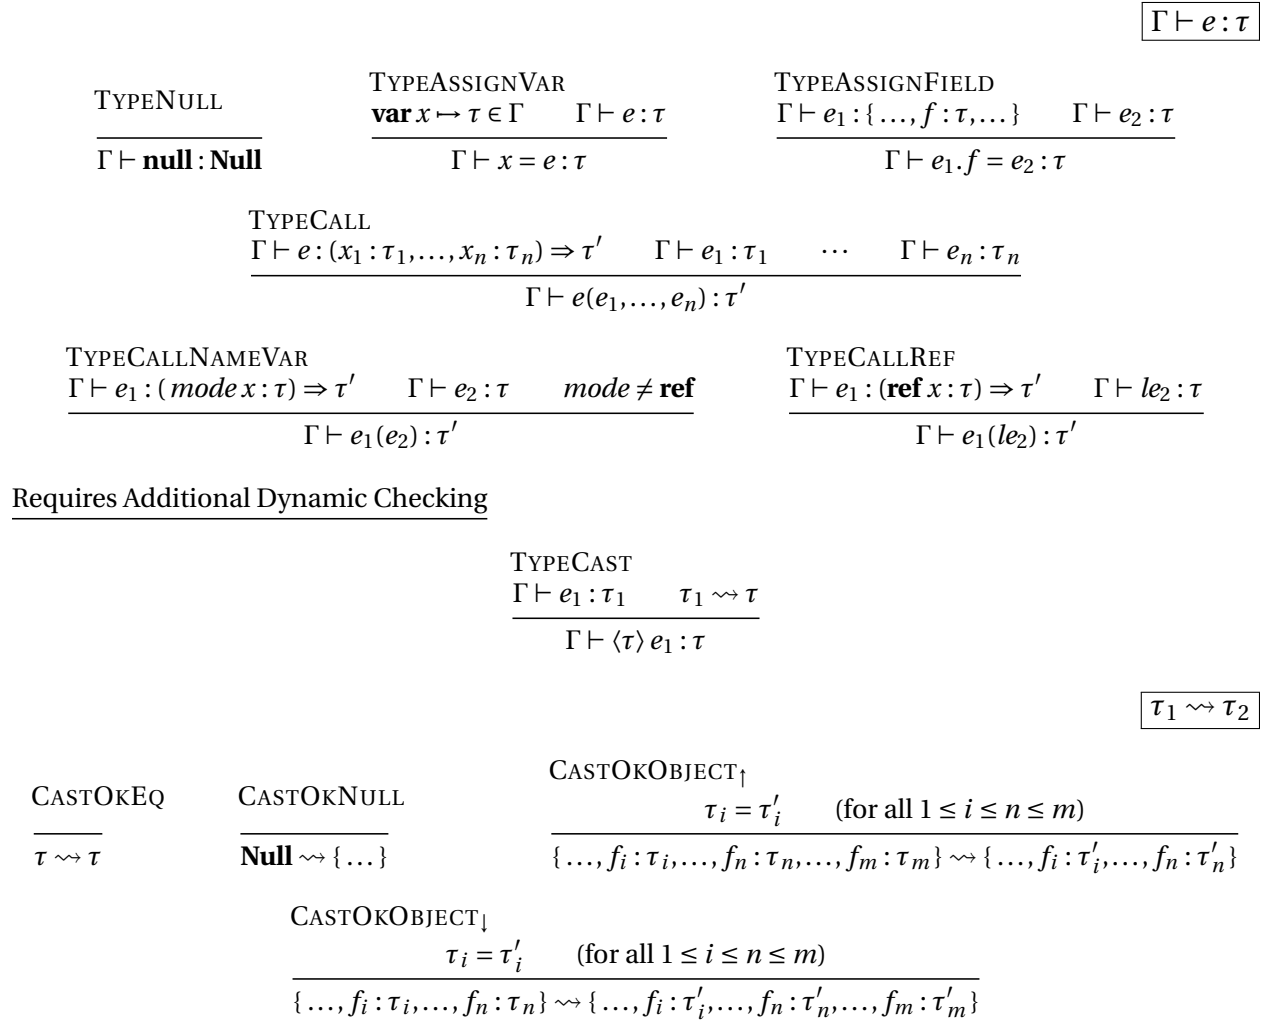 Γ ⊢ e : τ
TYPENULL
Γ ⊢ null : Null
TYPEASSIGNVAR
var x ↦ τ ∈ Γ Γ ⊢ e : τ
Γ ⊢ x = e : τ
TYPEASSIGNFIELD
Γ ⊢ e₁ : { …, f : τ, … } Γ ⊢ e₂ : τ
Γ ⊢ e₁.f = e₂ : τ
TYPECALL
Γ ⊢ e : (x₁ : τ₁, …, xₙ : τₙ) ⇒ τ′ Γ ⊢ e₁ : τ₁ ⋯ Γ ⊢ eₙ : τₙ
Γ ⊢ e(e₁, …, eₙ) : τ′
TYPECALLNAMEVAR
Γ ⊢ e₁ : (mode x : τ) ⇒ τ′ Γ ⊢ e₂ : τ mode ≠ ref
Γ ⊢ e₁(e₂) : τ′
TYPECALLREF
Γ ⊢ e₁ : (ref x : τ) ⇒ τ′ Γ ⊢ le₂ : τ
Γ ⊢ e₁(le₂) : τ′
Requires Additional Dynamic Checking
TYPECAST
Γ ⊢ e₁ : τ₁ τ₁ ⇝ τ
Γ ⊢ ⟨τ⟩ e₁ : τ
τ₁ ⇝ τ₂
CASTOKEQ
τ ⇝ τ
CASTOKNULL
Null ⇝ { … }
CASTOKOBJECT↑
τᵢ = τ′ᵢ (for all 1 ≤ i ≤ n ≤ m)
{ …, fᵢ : τᵢ, …, fₙ : τₙ, …, fₘ : τₘ } ⇝ { …, fᵢ : τ′ᵢ, …, fₙ : τ′ₙ }
CASTOKOBJECT↓
τᵢ = τ′ᵢ (for all 1 ≤ i ≤ n ≤ m)
{ …, fᵢ : τᵢ, …, fₙ : τₙ } ⇝ { …, fᵢ : τ′ᵢ, …, fₙ : τ′ₙ, …, fₘ : τ′ₘ }